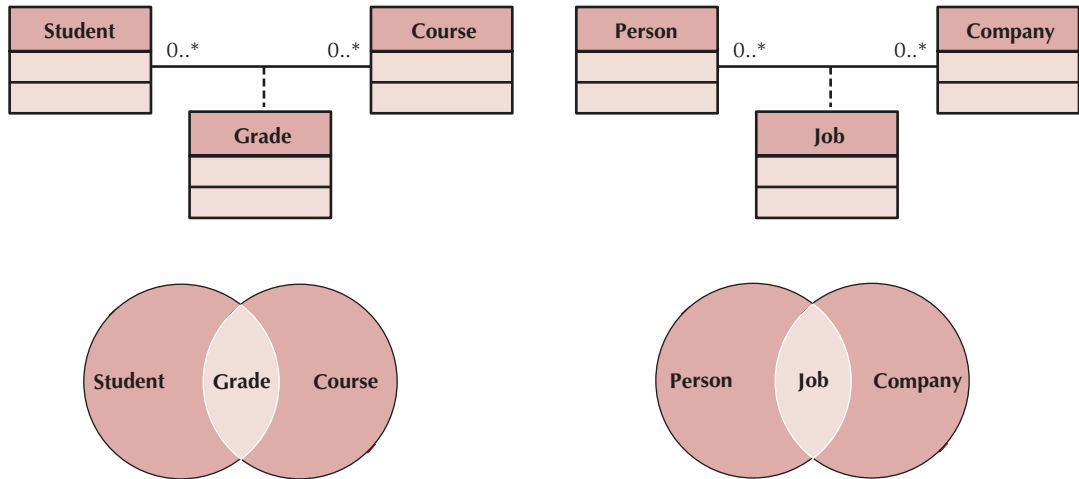 Student
0..*
0..*
Course
Grade
Person
0..*
0..*
Company
Job
Student
Grade
Course
Person
Job
Company